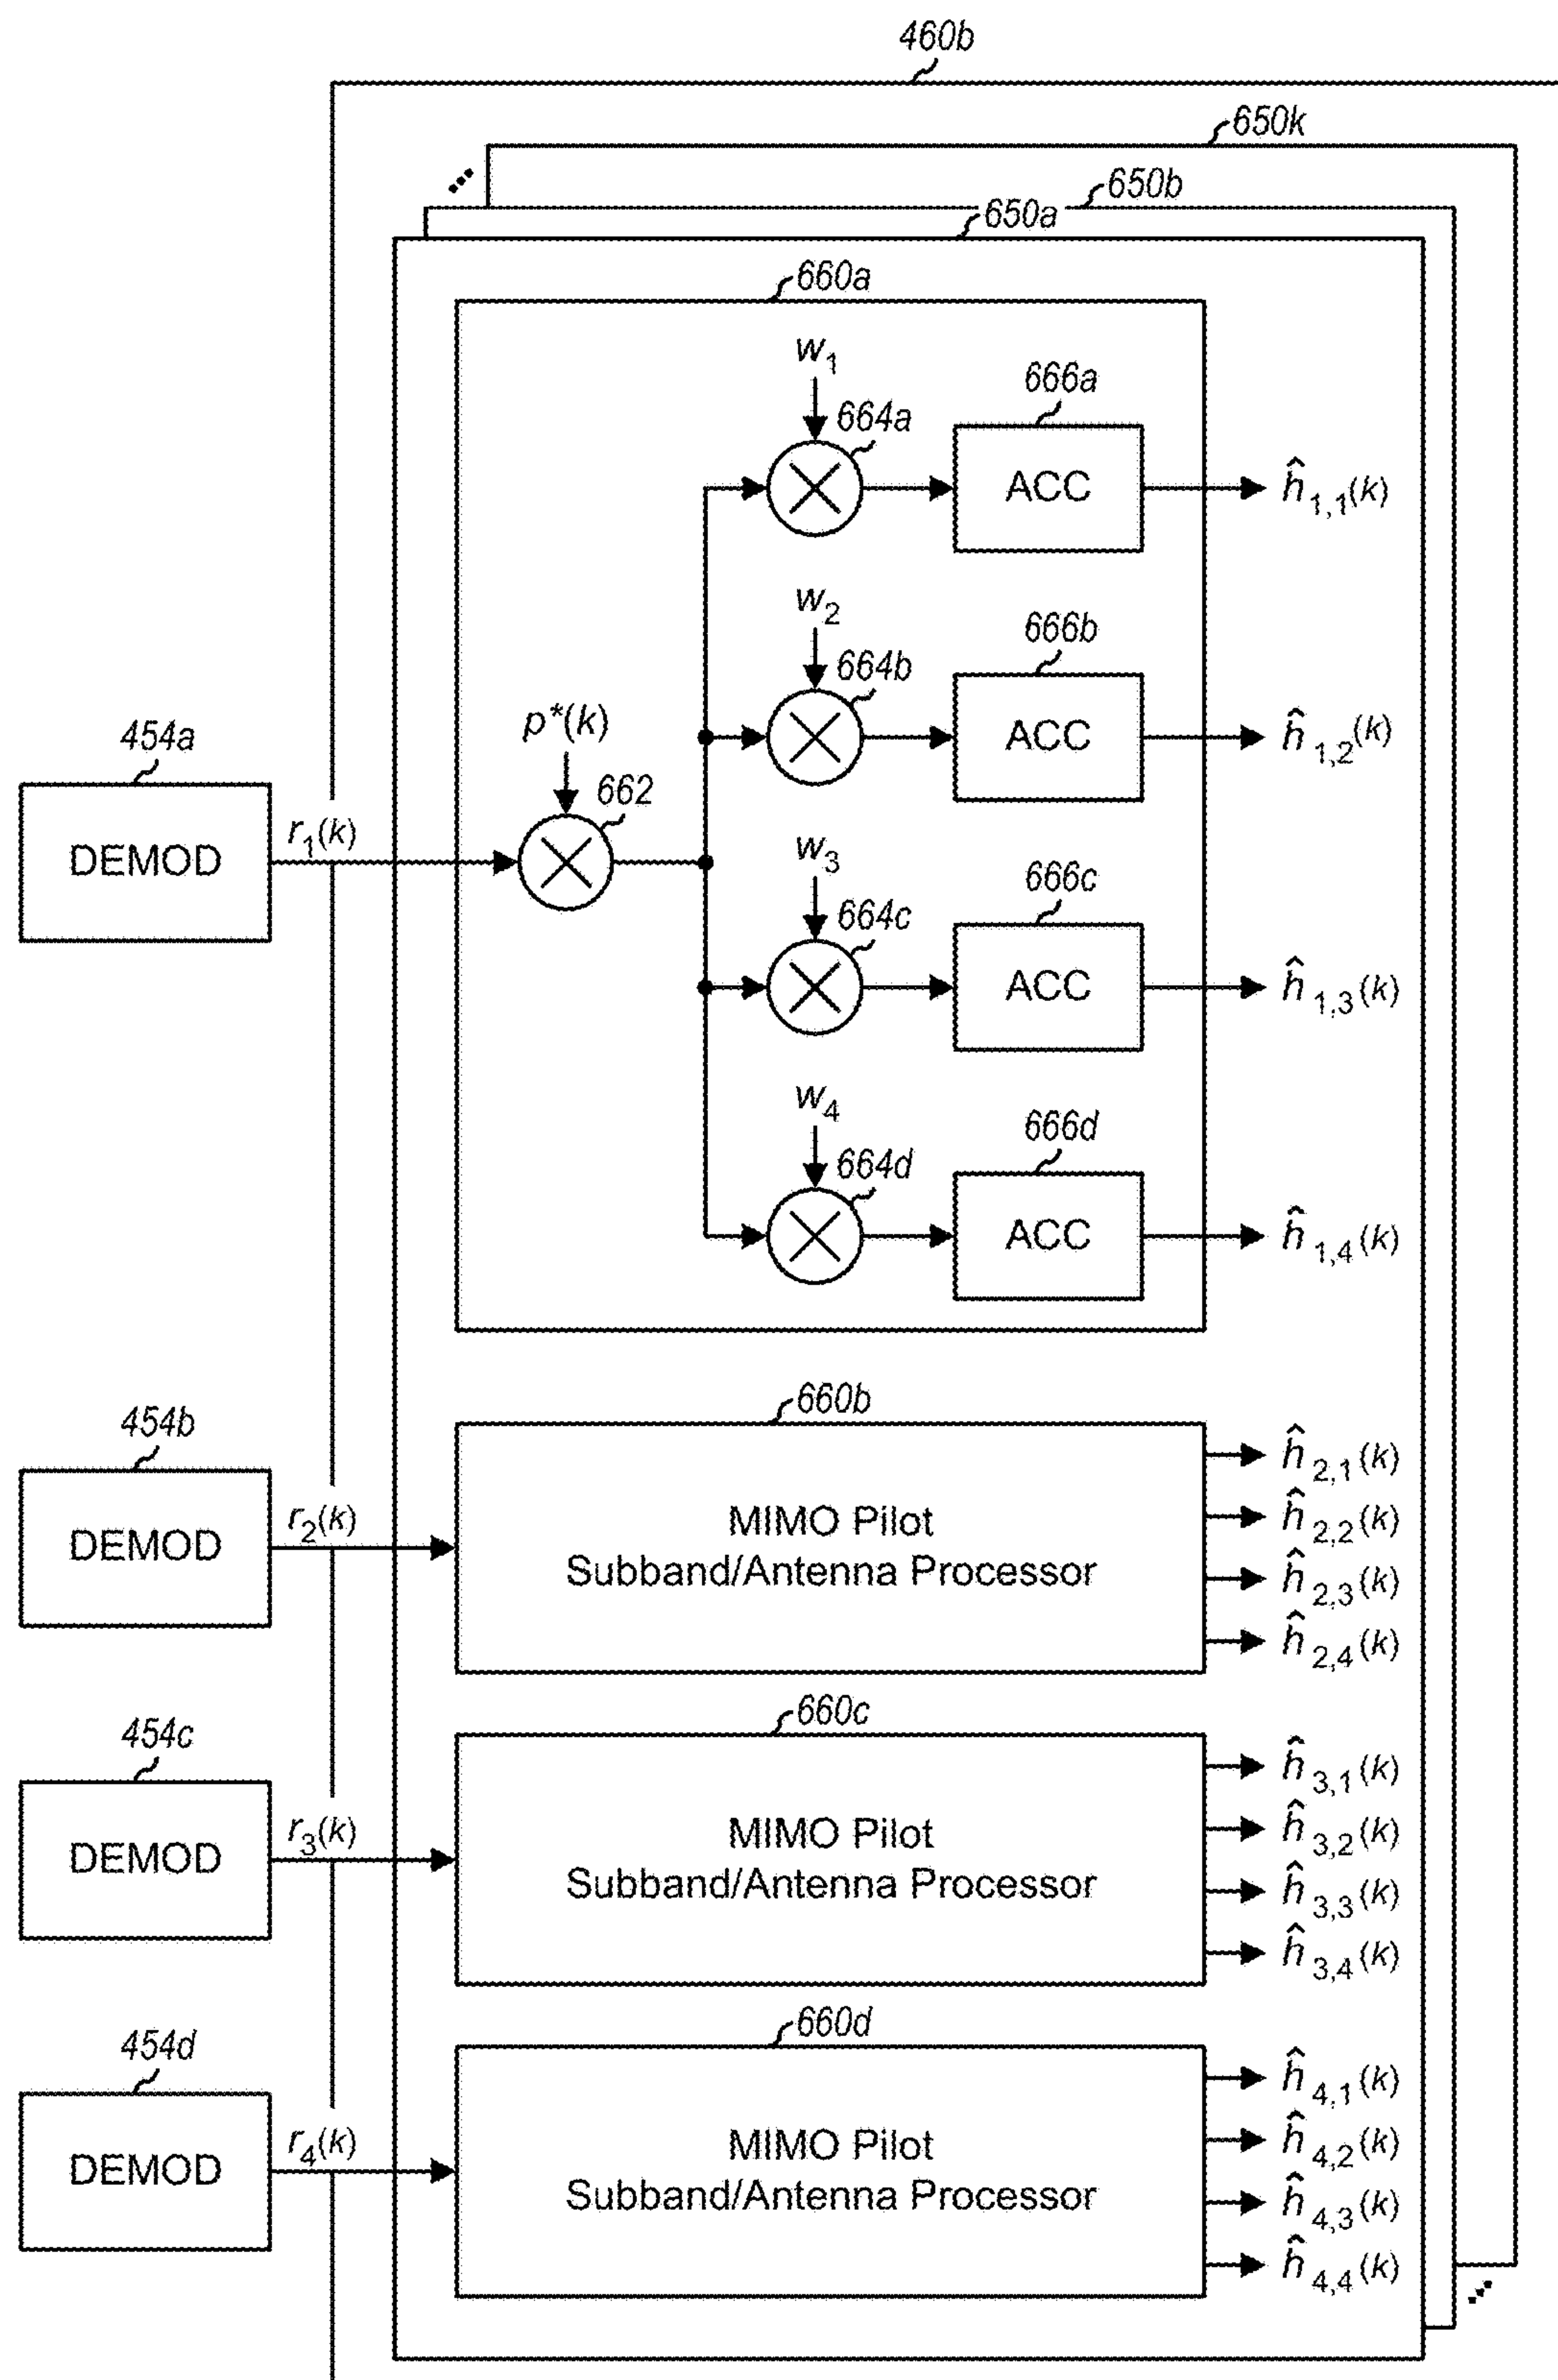 460b
650k
650b
650a
660a
w1
664a
666a
ACC
ĥ1,1(k)
w2
664b
666b
ACC
ĥ1,2(k)
454a
DEMOD
r1(k)
p*(k)
662
w3
664c
666c
ACC
ĥ1,3(k)
w4
664d
666d
ACC
ĥ1,4(k)
454b
DEMOD
r2(k)
660b
MIMO Pilot
Subband/Antenna Processor
ĥ2,1(k)
ĥ2,2(k)
ĥ2,3(k)
ĥ2,4(k)
454c
DEMOD
r3(k)
660c
MIMO Pilot
Subband/Antenna Processor
ĥ3,1(k)
ĥ3,2(k)
ĥ3,3(k)
ĥ3,4(k)
454d
DEMOD
r4(k)
660d
MIMO Pilot
Subband/Antenna Processor
ĥ4,1(k)
ĥ4,2(k)
ĥ4,3(k)
ĥ4,4(k)